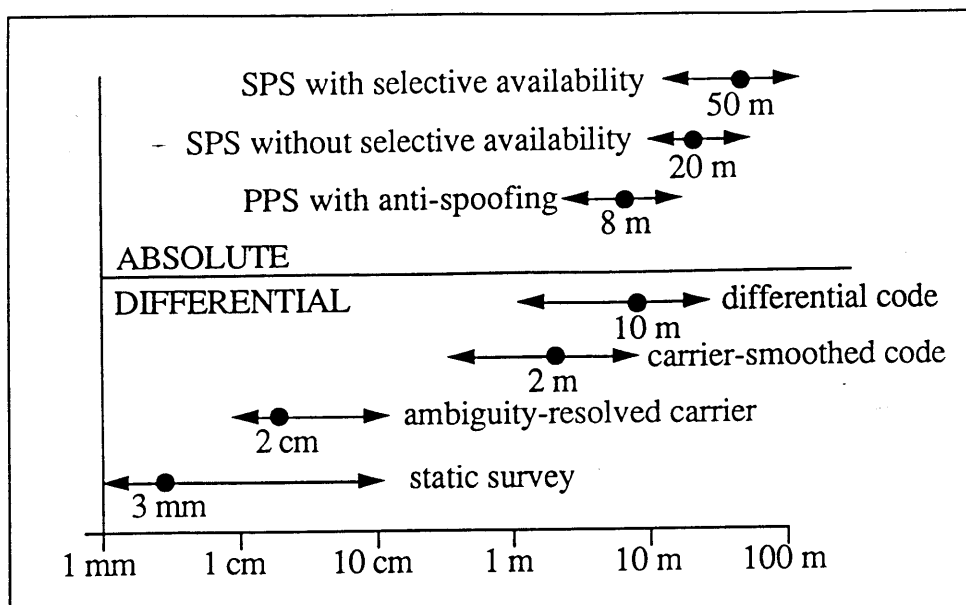 SPS with selective availability
50 m
SPS without selective availability
20 m
PPS with anti-spoofing
8 m
ABSOLUTE
DIFFERENTIAL
differential code
10 m
carrier-smoothed code
2 m
ambiguity-resolved carrier
2 cm
static survey
3 mm
1 mm 1 cm 10 cm 1 m 10 m 100 m